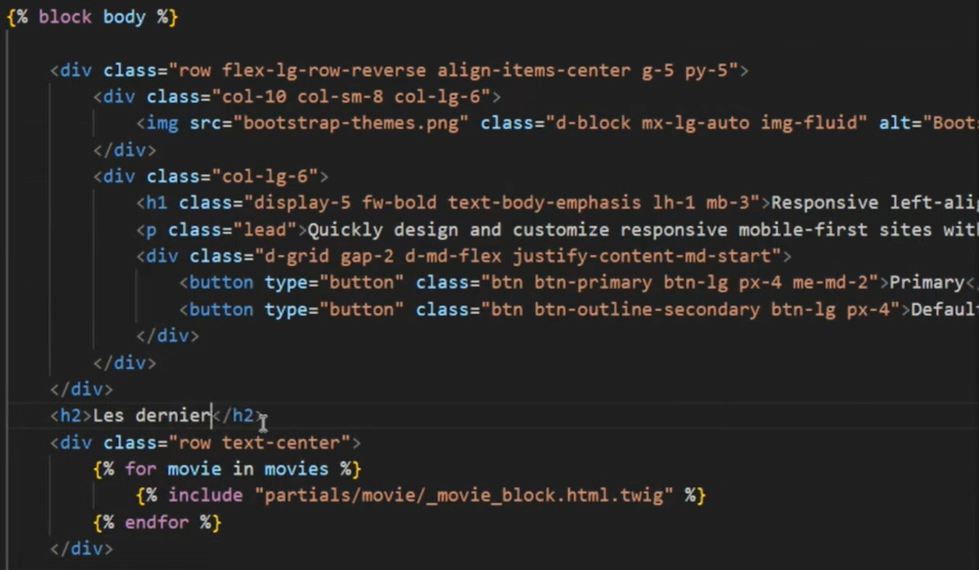 {% block body %}
<div class="row flex-lg-row-reverse align-items-center g-5 py-5">
<div class="col-10 col-sm-8 col-lg-6">
<img src="bootstrap-themes.png" class="d-block mx-lg-auto img-fluid" alt="Boots
</div>
<div class="col-lg-6">
<h1 class="display-5 fw-bold text-body-emphasis lh-1 mb-3">Responsive left-ali
<p class="lead">Quickly design and customize responsive mobile-first sites wit
<div class="d-grid gap-2 d-md-flex justify-content-md-start">
<button type="button" class="btn btn-primary btn-lg px-4 me-md-2">Primary<
<button type="button" class="btn btn-outline-secondary btn-lg px-4">Defaul
</div>
</div>
</div>
<h2>Les dernier</h2>
<div class="row text-center">
{% for movie in movies %}
{% include "partials/movie/_movie_block.html.twig" %}
{% endfor %}
</div>